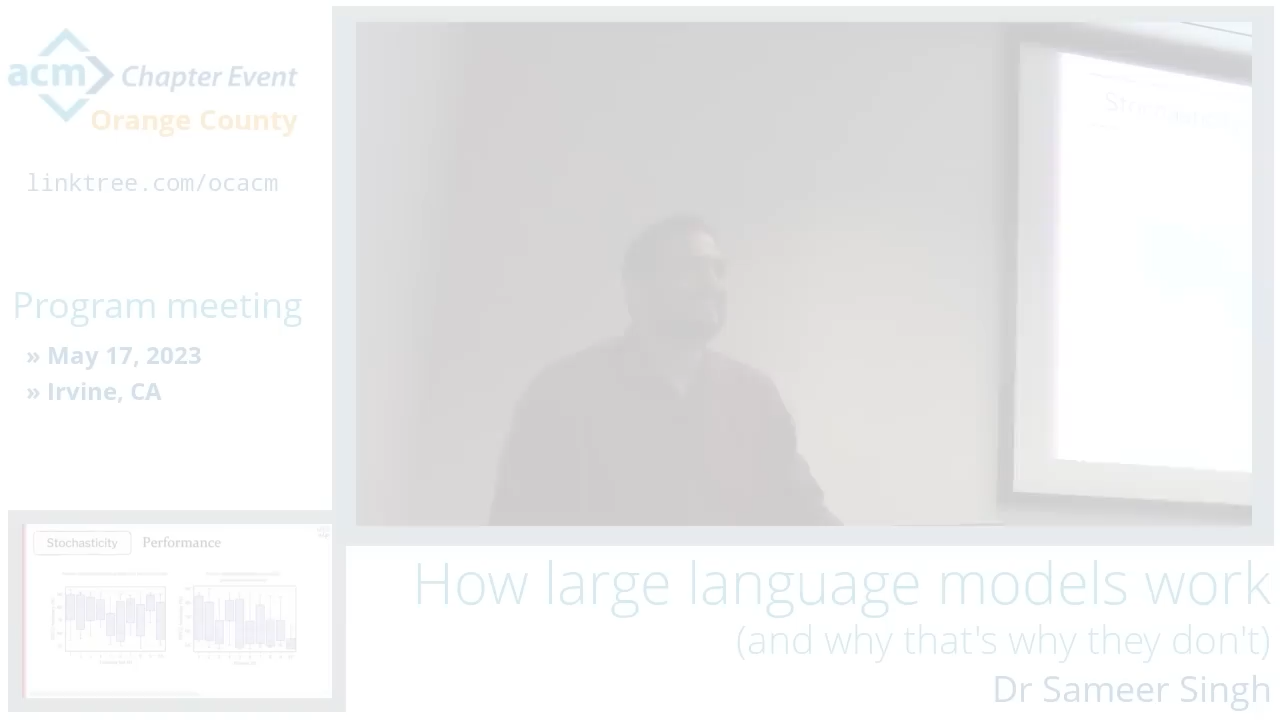 acm Chapter Event
Orange County
linktree.com/ocacm
Program meeting
» May 17, 2023
» Irvine, CA
Stochasticity Performance
How large language models work
(and why that's why they don't)
Dr Sameer Singh